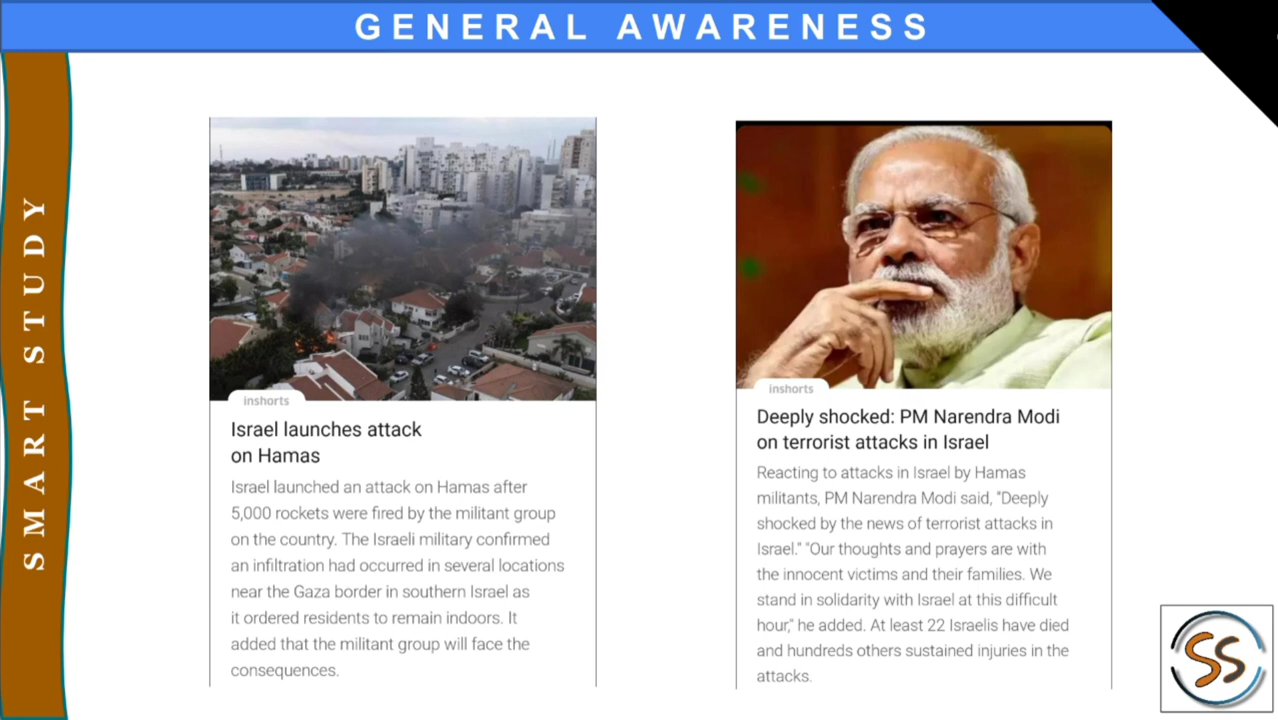 GENERAL AWARENESS
SMART STUDY
inshorts
Israel launches attack
on Hamas
Israel launched an attack on Hamas after
5,000 rockets were fired by the militant group
on the country. The Israeli military confirmed
an infiltration had occurred in several locations
near the Gaza border in southern Israel as
it ordered residents to remain indoors. It
added that the militant group will face the
consequences.
inshorts
Deeply shocked: PM Narendra Modi
on terrorist attacks in Israel
Reacting to attacks in Israel by Hamas
militants, PM Narendra Modi said, "Deeply
shocked by the news of terrorist attacks in
Israel." "Our thoughts and prayers are with
the innocent victims and their families. We
stand in solidarity with Israel at this difficult
hour," he added. At least 22 Israelis have died
and hundreds others sustained injuries in the
attacks.
SS